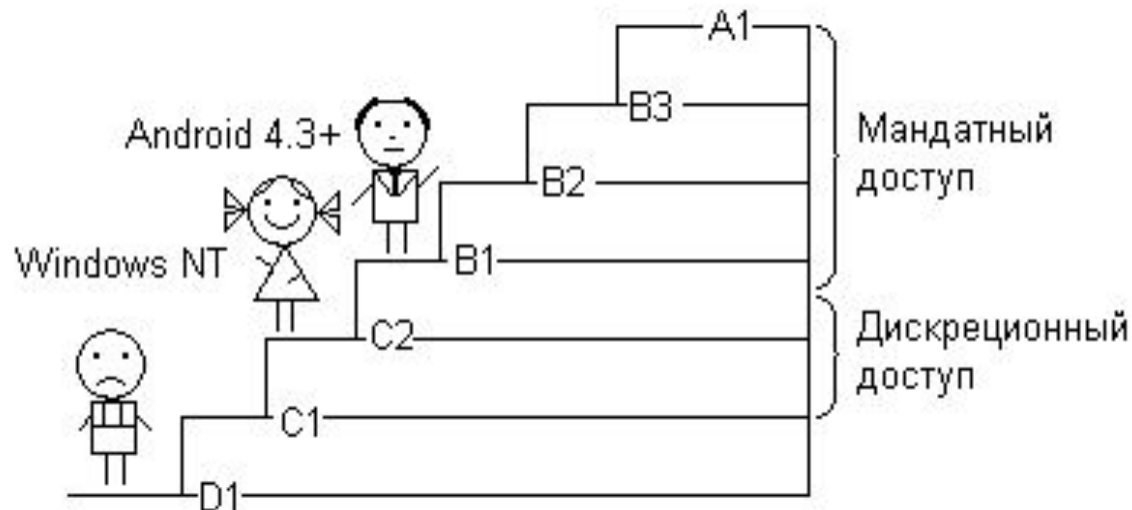 A1
B3
Мандатный
доступ
Android 4.3+
B2
Windows NT
B1
C2
Дискреционный
доступ
C1
D1